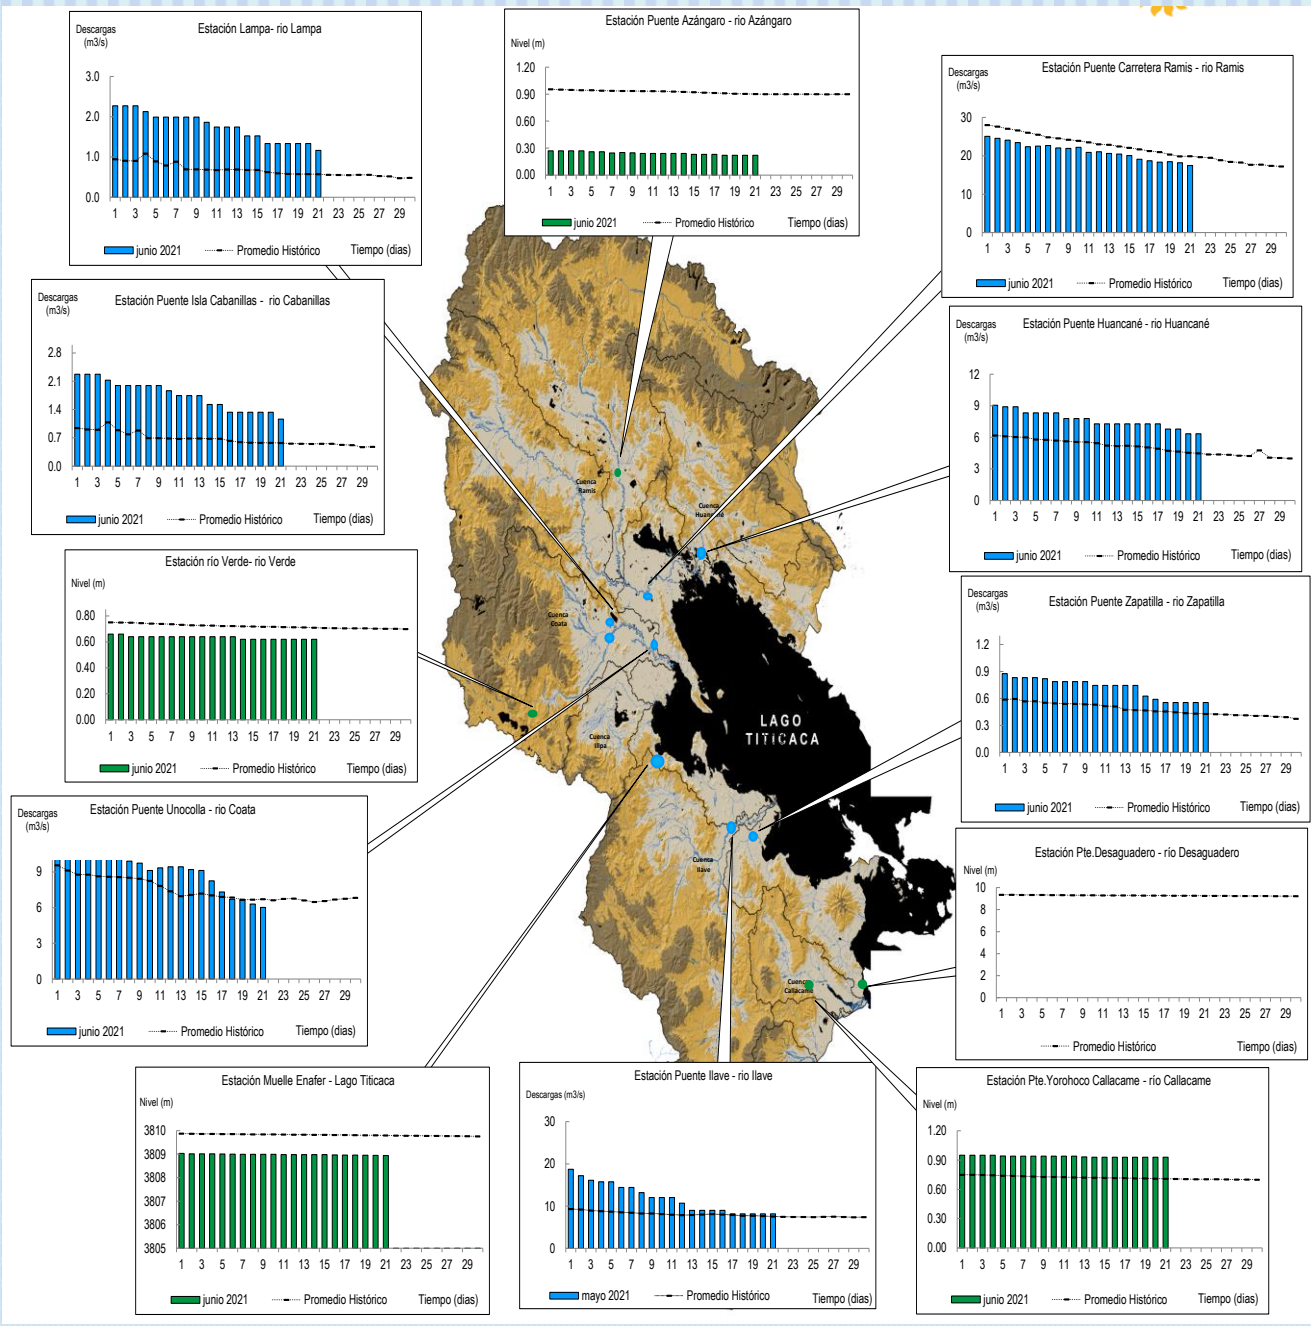 Estación Lampa- rio Lampa
Descargas
(m3/s)
3.0
2.0
1.0
0.0
1 3 5 7 9 11 13 15 17 19 21 23 25 27 29
junio 2021 Promedio Histórico Tiempo (dias)
Estación Puente Azángaro - rio Azángaro
Nivel (m)
1.20
0.90
0.60
0.30
0.00
1 3 5 7 9 11 13 15 17 19 21 23 25 27 29
junio 2021 Promedio Histórico Tiempo (dias)
Estación Puente Carretera Ramis - rio Ramis
Descargas
(m3/s)
30
20
10
0
1 3 5 7 9 11 13 15 17 19 21 23 25 27 29
junio 2021 Promedio Histórico Tiempo (dias)
Estación Puente Isla Cabanillas - rio Cabanillas
Descargas
(m3/s)
2.8
2.1
1.4
0.7
0.0
1 3 5 7 9 11 13 15 17 19 21 23 25 27 29
junio 2021 Promedio Histórico Tiempo (dias)
Estación Puente Huancané - rio Huancané
Descargas
(m3/s)
12
9
6
3
0
1 3 5 7 9 11 13 15 17 19 21 23 25 27 29
junio 2021 Promedio Histórico Tiempo (dias)
Estación río Verde- rio Verde
Nivel (m)
0.80
0.60
0.40
0.20
0.00
1 3 5 7 9 11 13 15 17 19 21 23 25 27 29
junio 2021 Promedio Histórico Tiempo (dias)
Estación Puente Zapatilla - rio Zapatilla
Descargas
(m3/s)
1.2
0.9
0.6
0.3
0.0
1 3 5 7 9 11 13 15 17 19 21 23 25 27 29
junio 2021 Promedio Histórico Tiempo (dias)
Estación Puente Unocolla - rio Coata
Descargas
(m3/s)
9
6
3
0
1 3 5 7 9 11 13 15 17 19 21 23 25 27 29
junio 2021 Promedio Histórico Tiempo (dias)
Estación Pte.Desaguadero - río Desaguadero
Nivel (m)
10
8
6
4
2
0
1 3 5 7 9 11 13 15 17 19 21 23 25 27 29
Promedio Histórico Tiempo (dias)
Cuenca
Ramis
Cuenca
Huancané
Cuenca
Coata
Cuenca
Illpa
LAGO
TITICACA
Cuenca
Ilave
Cuenca
Callacame
Estación Muelle Enafer - Lago Titicaca
Nivel (m)
3810
3809
3808
3807
3806
3805
1 3 5 7 9 11 13 15 17 19 21 23 25 27 29
junio 2021 Promedio Histórico Tiempo (dias)
Estación Puente Ilave - rio Ilave
Descargas (m3/s)
30
20
10
0
1 3 5 7 9 11 13 15 17 19 21 23 25 27 29
mayo 2021 Promedio Histórico Tiempo (dias)
Estación Pte.Yorohoco Callacame - río Callacame
Nivel (m)
1.20
0.90
0.60
0.30
0.00
1 3 5 7 9 11 13 15 17 19 21 23 25 27 29
junio 2021 Promedio Histórico Tiempo (dias)